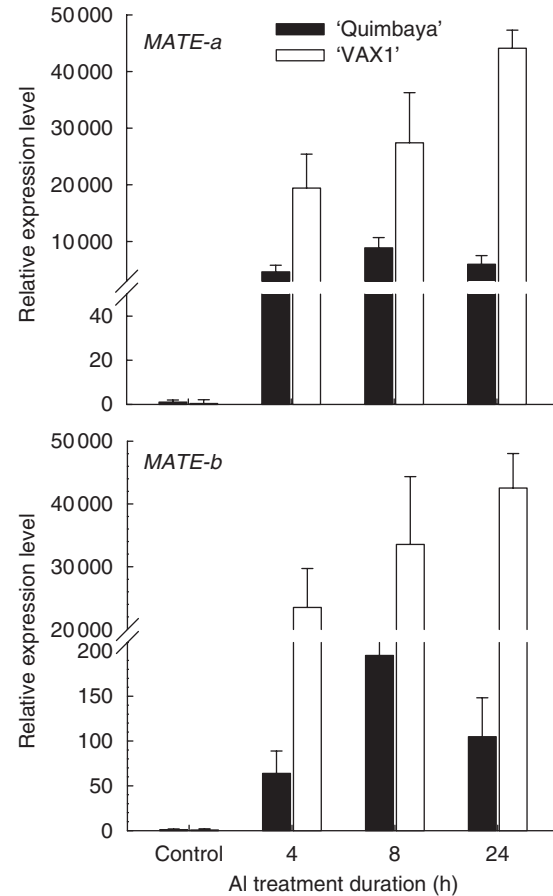 MATE-a
‘Quimbaya’
‘VAX1’
Relative expression level
50 000
40 000
30 000
20 000
10 000
40
20
0
MATE-b
Relative expression level
50 000
40 000
30 000
20 000
200
150
100
50
0
Control 4 8 24
Al treatment duration (h)